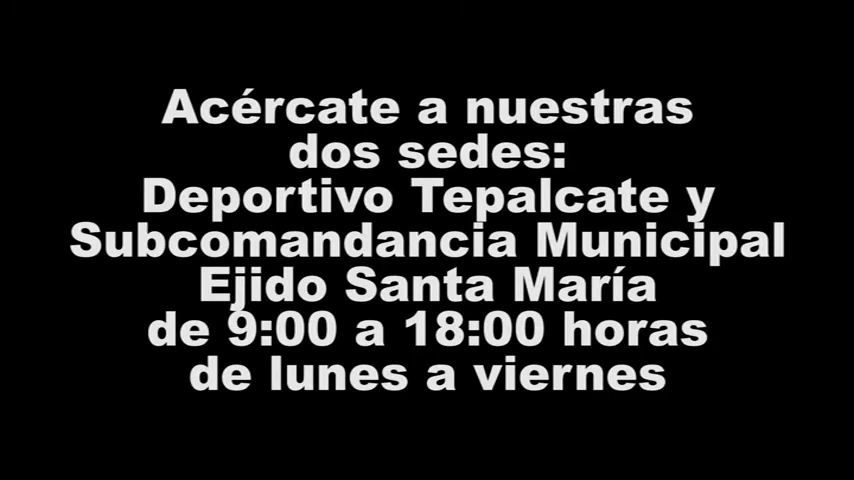 Acércate a nuestras
dos sedes:
Deportivo Tepalcate y
Subcomandancia Municipal
Ejido Santa María
de 9:00 a 18:00 horas
de lunes a viernes